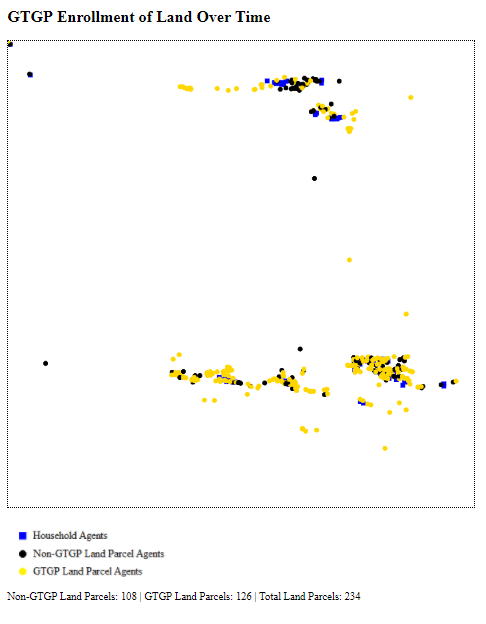 GTGP Enrollment of Land Over Time
Household Agents
Non-GTGP Land Parcel Agents
GTGP Land Parcel Agents
Non-GTGP Land Parcels: 108 | GTGP Land Parcels: 126 | Total Land Parcels: 234